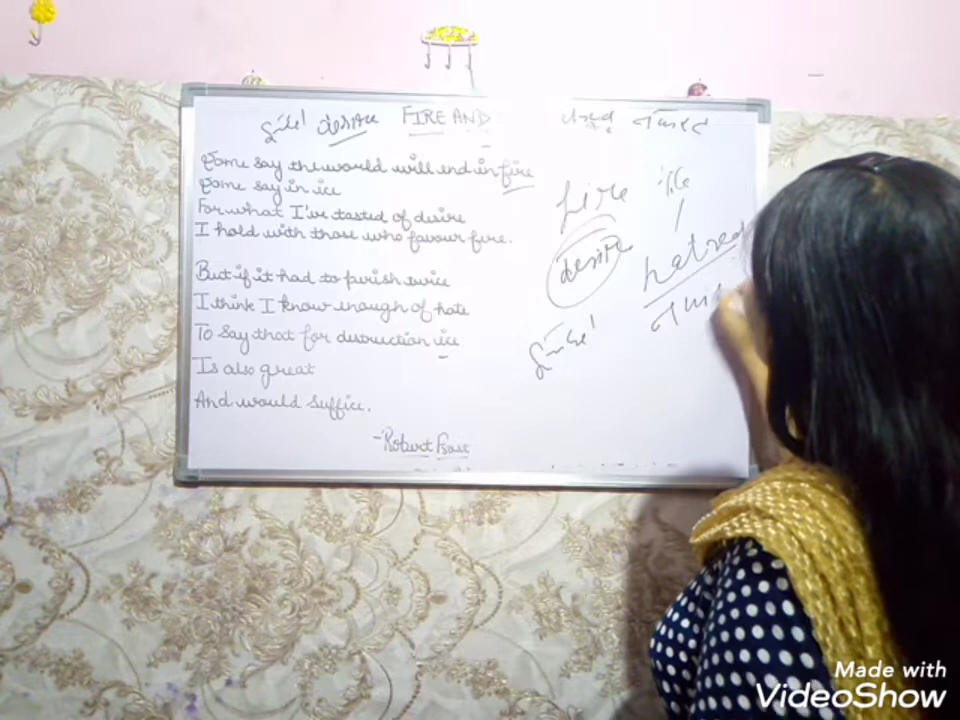 desire FIRE AND
Some say the would will end in fire
Some say in ice
For what I've tasted of desire
I hold with those who favour fire.
But if it had to perish twice
I think I know enough of hate
To say that for destruction ice
Is also great
And would suffice.
-Robert Frost
fire ice
desire hatred
Made with
VideoShow